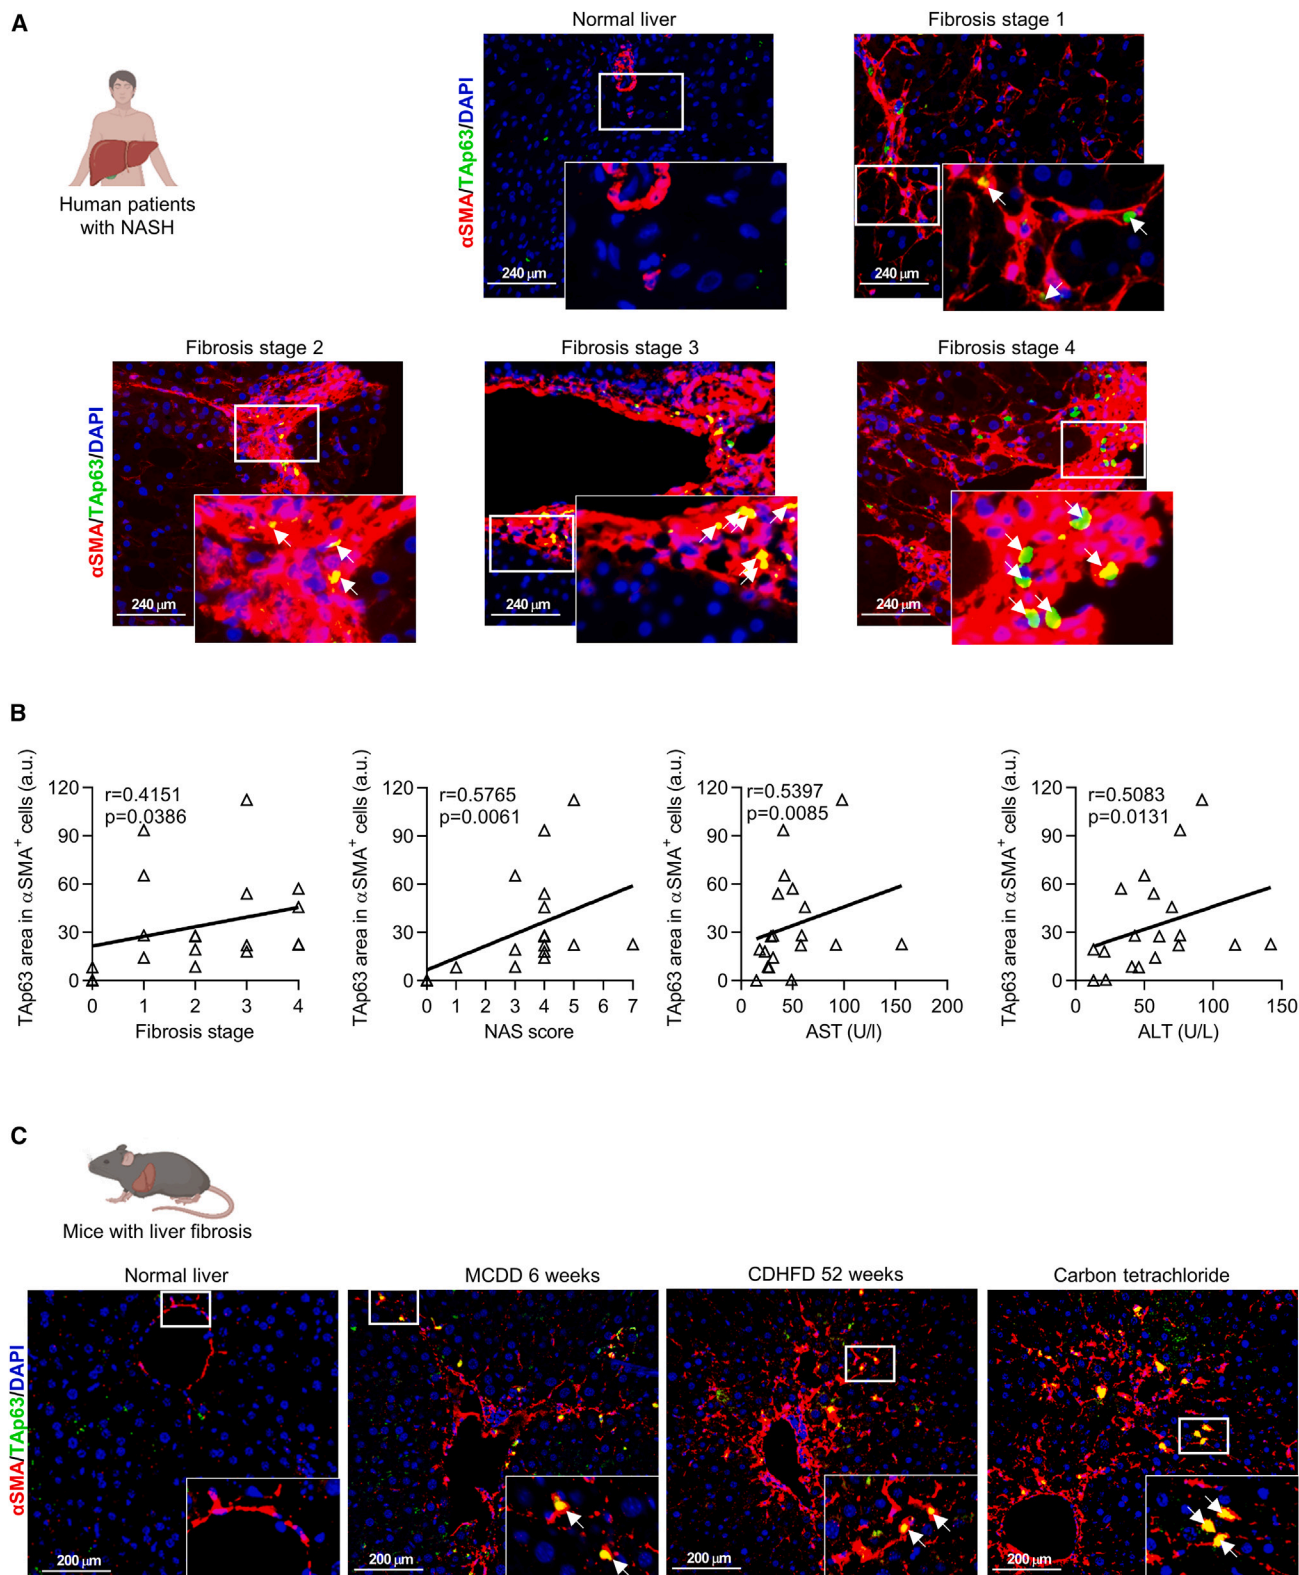 A
Human patients
with NASH
Normal liver
Fibrosis stage 1
αSMA/TAp63/DAPI
240 µm
240 µm
Fibrosis stage 2
Fibrosis stage 3
Fibrosis stage 4
αSMA/TAp63/DAPI
240 µm
240 µm
240 µm
B
TAp63 area in αSMA⁺ cells (a.u.)
120
90
60
30
0
r=0.4151
p=0.0386
0 1 2 3 4
Fibrosis stage
TAp63 area in αSMA⁺ cells (a.u.)
120
90
60
30
0
r=0.5765
p=0.0061
0 1 2 3 4 5 6 7
NAS score
TAp63 area in αSMA⁺ cells (a.u.)
120
90
60
30
0
r=0.5397
p=0.0085
0 50 100 150 200
AST (U/l)
TAp63 area in αSMA⁺ cells (a.u.)
120
90
60
30
0
r=0.5083
p=0.0131
0 50 100 150
ALT (U/L)
C
Mice with liver fibrosis
Normal liver
MCDD 6 weeks
CDHFD 52 weeks
Carbon tetrachloride
αSMA/TAp63/DAPI
200 µm
200 µm
200 µm
200 µm